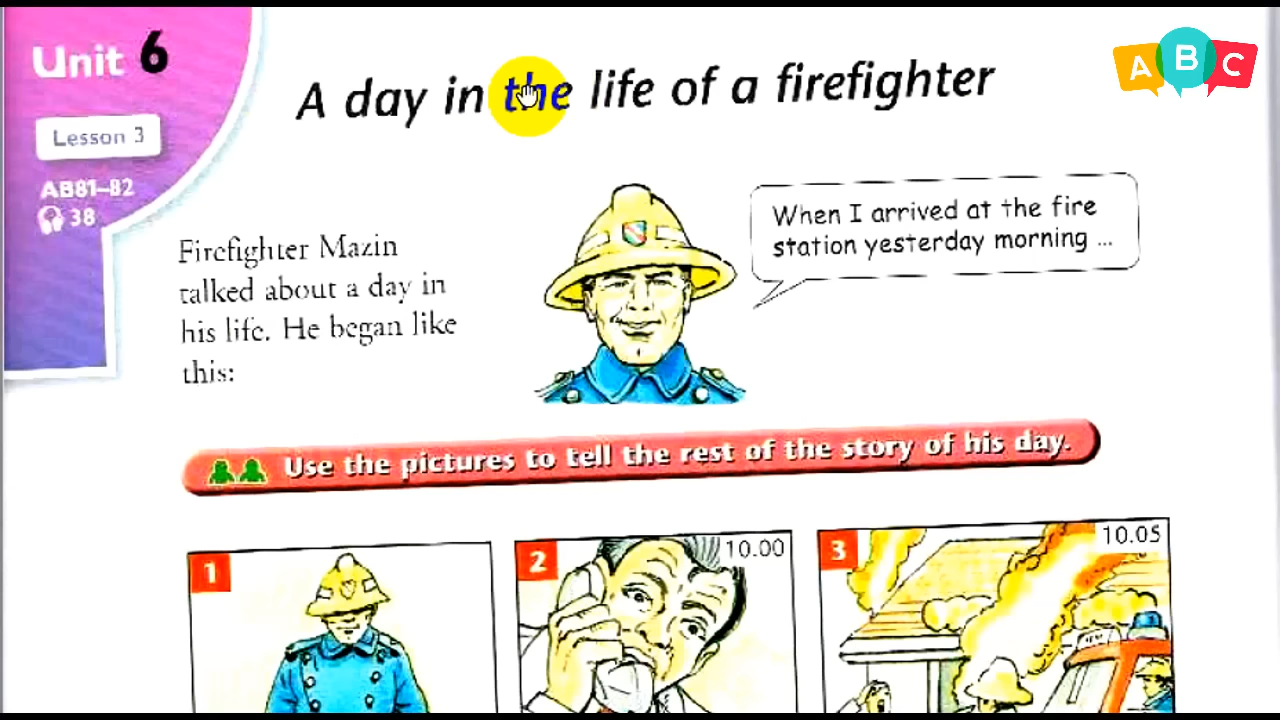 Unit 6
A day in the life of a firefighter
A B C
Lesson 3
AB81–82
38
Firefighter Mazin
talked about a day in
his life. He began like
this:
When I arrived at the fire
station yesterday morning ...
Use the pictures to tell the rest of the story of his day.
1
2
10.00
3
10.05